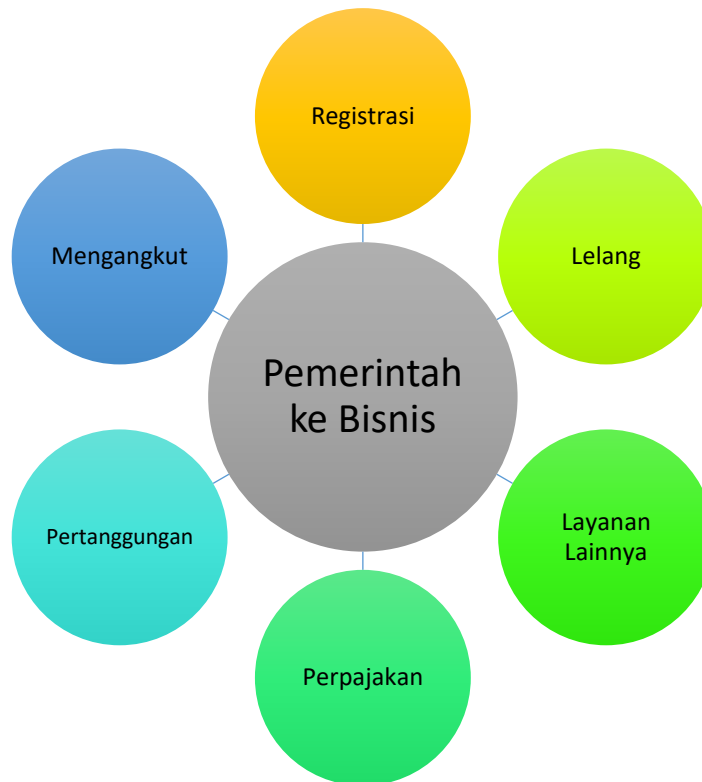 Registrasi
Mengangkut
Lelang
Pemerintah
ke Bisnis
Pertanggungan
Layanan
Lainnya
Perpajakan